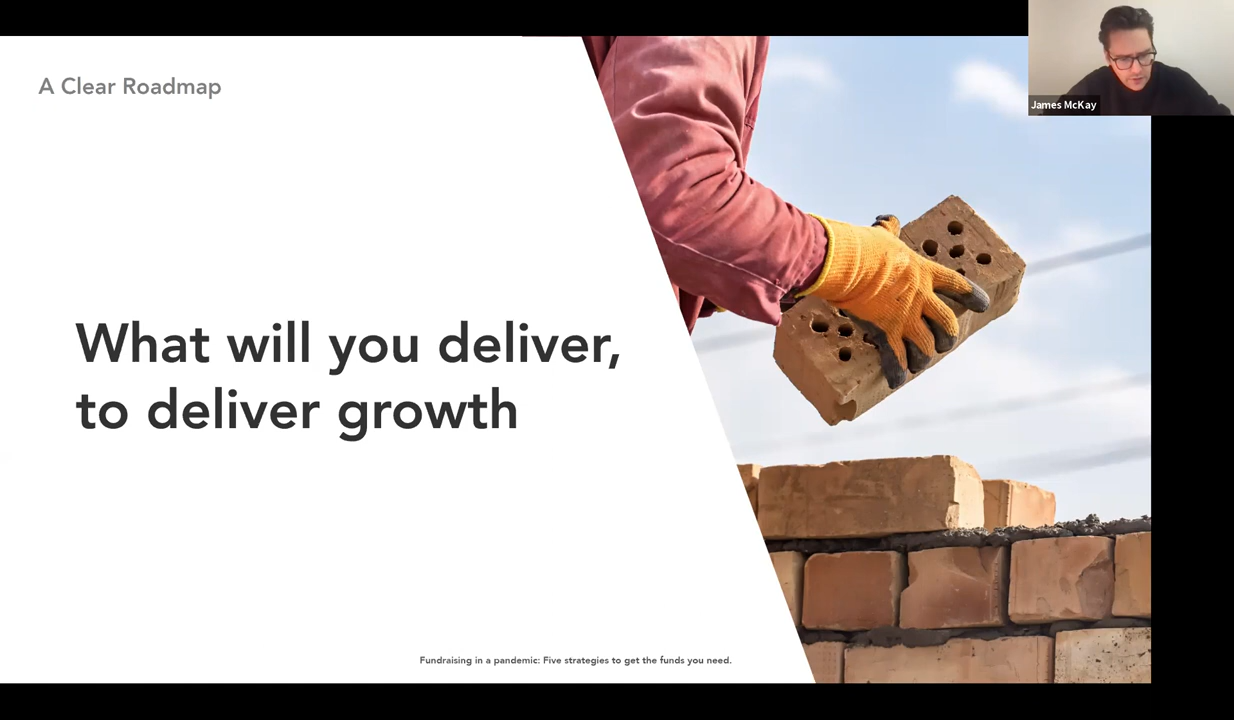 A Clear Roadmap
James McKay
What will you deliver,
to deliver growth
Fundraising in a pandemic: Five strategies to get the funds you need.